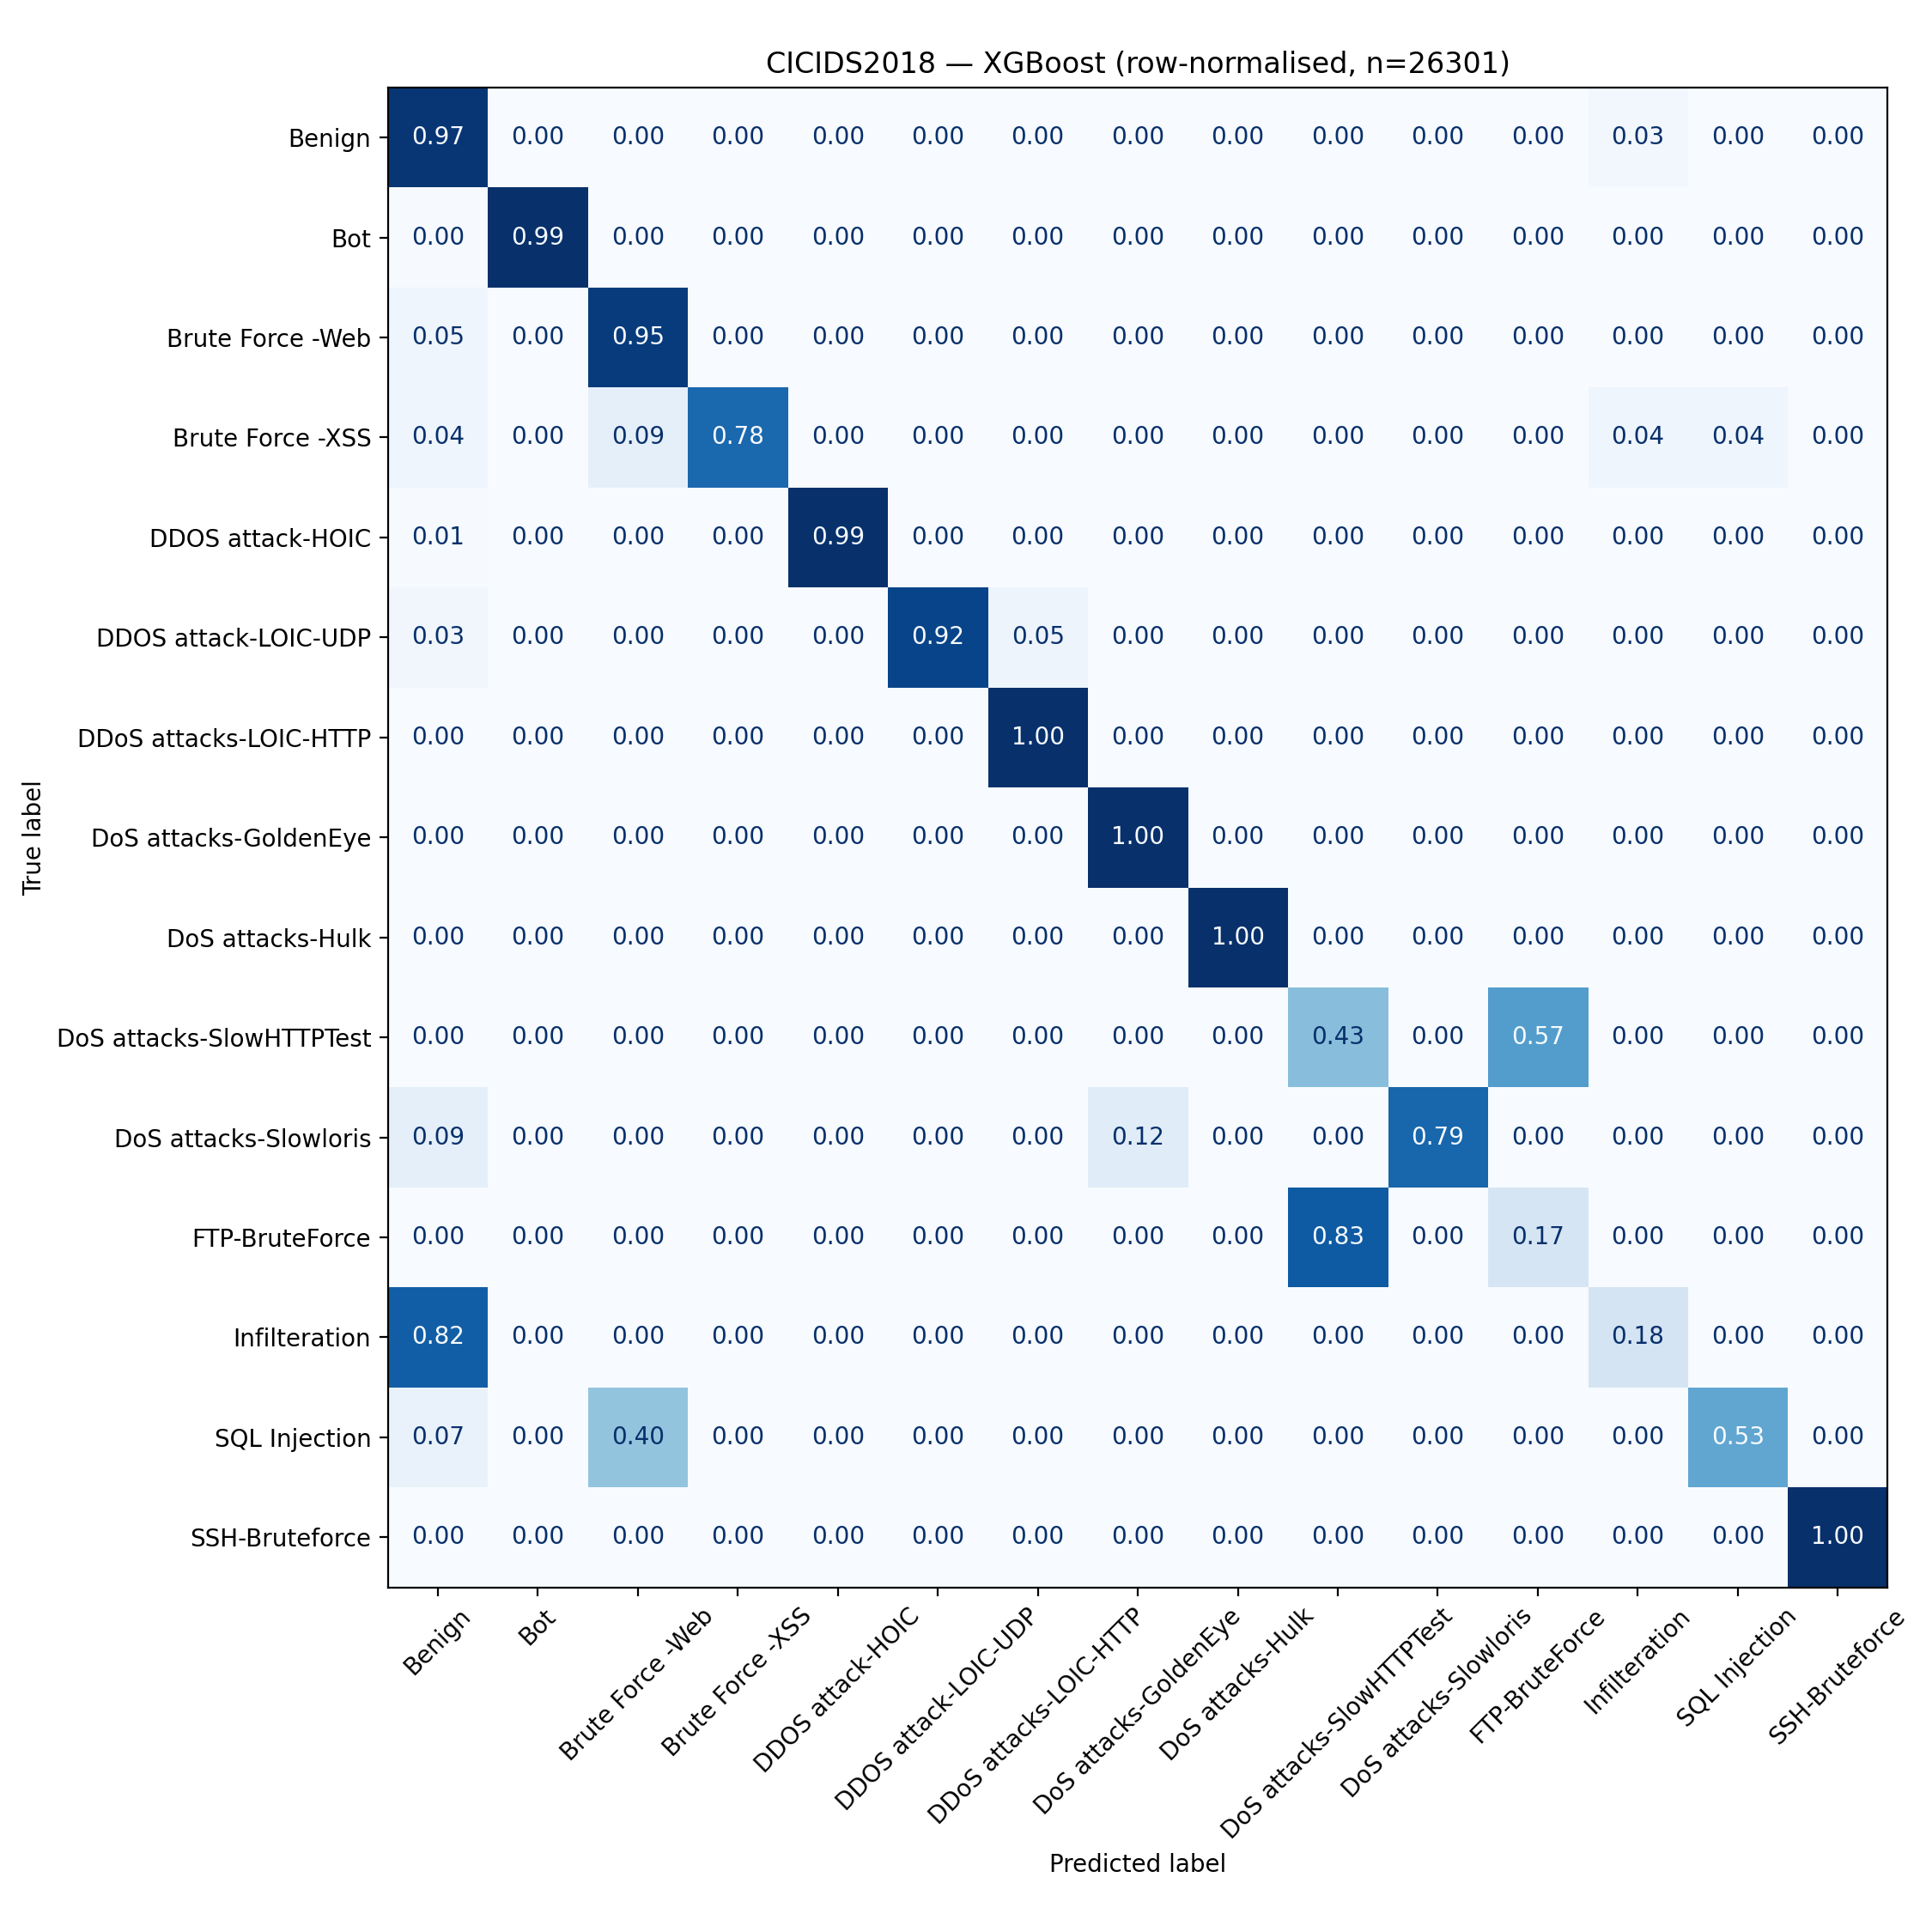 CICIDS2018 — XGBoost (row-normalised, n=26301)
True label
Benign 0.97 0.00 0.00 0.00 0.00 0.00 0.00 0.00 0.00 0.00 0.00 0.00 0.03 0.00 0.00
Bot 0.00 0.99 0.00 0.00 0.00 0.00 0.00 0.00 0.00 0.00 0.00 0.00 0.00 0.00 0.00
Brute Force -Web 0.05 0.00 0.95 0.00 0.00 0.00 0.00 0.00 0.00 0.00 0.00 0.00 0.00 0.00 0.00
Brute Force -XSS 0.04 0.00 0.09 0.78 0.00 0.00 0.00 0.00 0.00 0.00 0.00 0.00 0.04 0.04 0.00
DDOS attack-HOIC 0.01 0.00 0.00 0.00 0.99 0.00 0.00 0.00 0.00 0.00 0.00 0.00 0.00 0.00 0.00
DDOS attack-LOIC-UDP 0.03 0.00 0.00 0.00 0.00 0.92 0.05 0.00 0.00 0.00 0.00 0.00 0.00 0.00 0.00
DDoS attacks-LOIC-HTTP 0.00 0.00 0.00 0.00 0.00 0.00 1.00 0.00 0.00 0.00 0.00 0.00 0.00 0.00 0.00
DoS attacks-GoldenEye 0.00 0.00 0.00 0.00 0.00 0.00 0.00 1.00 0.00 0.00 0.00 0.00 0.00 0.00 0.00
DoS attacks-Hulk 0.00 0.00 0.00 0.00 0.00 0.00 0.00 0.00 1.00 0.00 0.00 0.00 0.00 0.00 0.00
DoS attacks-SlowHTTPTest 0.00 0.00 0.00 0.00 0.00 0.00 0.00 0.00 0.00 0.43 0.00 0.57 0.00 0.00 0.00
DoS attacks-Slowloris 0.09 0.00 0.00 0.00 0.00 0.00 0.00 0.12 0.00 0.00 0.79 0.00 0.00 0.00 0.00
FTP-BruteForce 0.00 0.00 0.00 0.00 0.00 0.00 0.00 0.00 0.00 0.83 0.00 0.17 0.00 0.00 0.00
Infilteration 0.82 0.00 0.00 0.00 0.00 0.00 0.00 0.00 0.00 0.00 0.00 0.00 0.18 0.00 0.00
SQL Injection 0.07 0.00 0.40 0.00 0.00 0.00 0.00 0.00 0.00 0.00 0.00 0.00 0.00 0.53 0.00
SSH-Bruteforce 0.00 0.00 0.00 0.00 0.00 0.00 0.00 0.00 0.00 0.00 0.00 0.00 0.00 0.00 1.00
Benign
Bot
Brute Force -Web
Brute Force -XSS
DDOS attack-HOIC
DDOS attack-LOIC-UDP
DDoS attacks-LOIC-HTTP
DoS attacks-GoldenEye
DoS attacks-Hulk
DoS attacks-SlowHTTPTest
DoS attacks-Slowloris
FTP-BruteForce
Infilteration
SQL Injection
SSH-Bruteforce
Predicted label